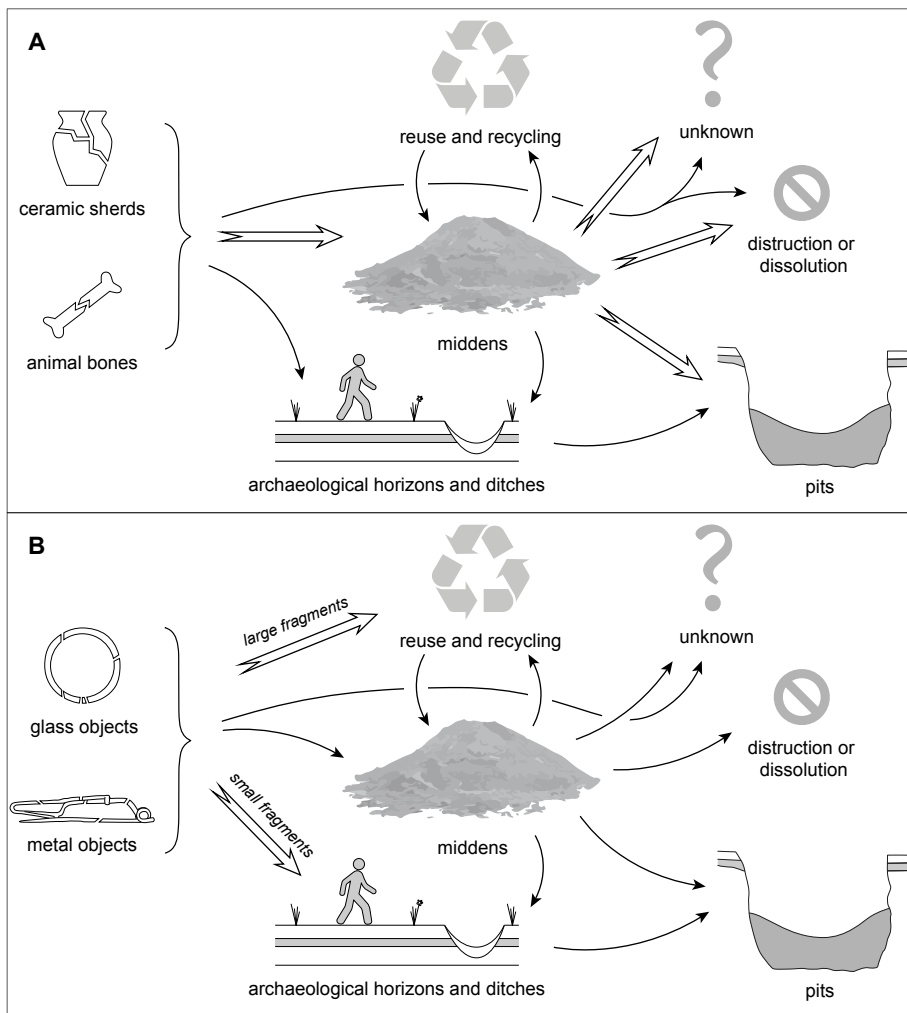 A
reuse and recycling
?
unknown
ceramic sherds
distruction or
dissolution
animal bones
middens
archaeological horizons and ditches
pits
B
large fragments
reuse and recycling
?
unknown
glass objects
distruction or
dissolution
small fragments
metal objects
middens
archaeological horizons and ditches
pits